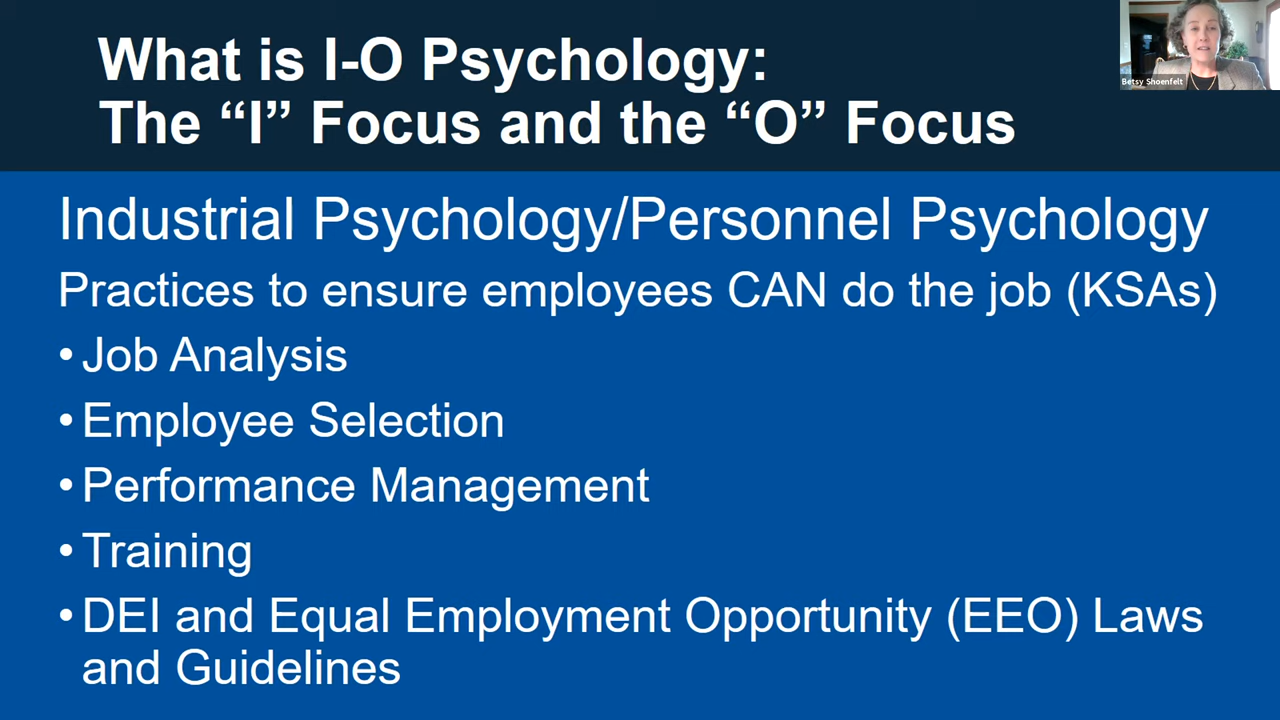 What is I-O Psychology:
The “I” Focus and the “O” Focus
Betsy Shoenfelt
Industrial Psychology/Personnel Psychology
Practices to ensure employees CAN do the job (KSAs)
• Job Analysis
• Employee Selection
• Performance Management
• Training
• DEI and Equal Employment Opportunity (EEO) Laws
and Guidelines